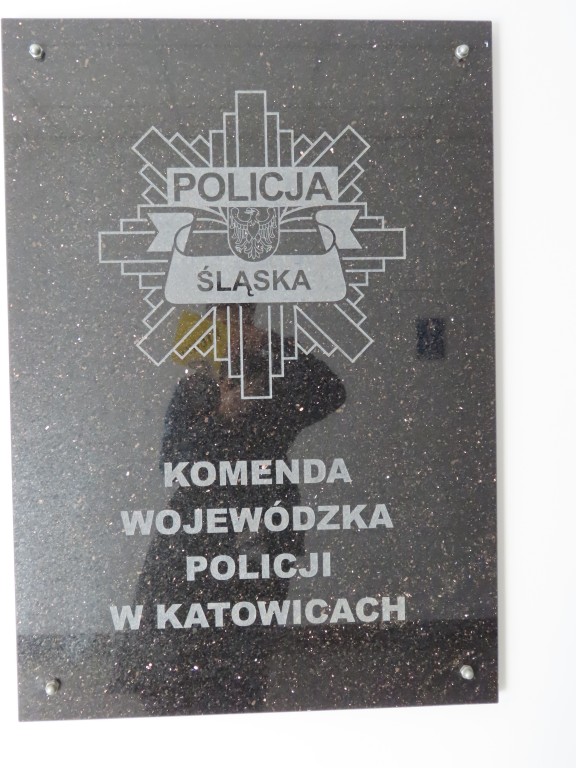 POLICJA
ŚLĄSKA
KOMENDA
WOJEWÓDZKA
POLICJI
W KATOWICACH